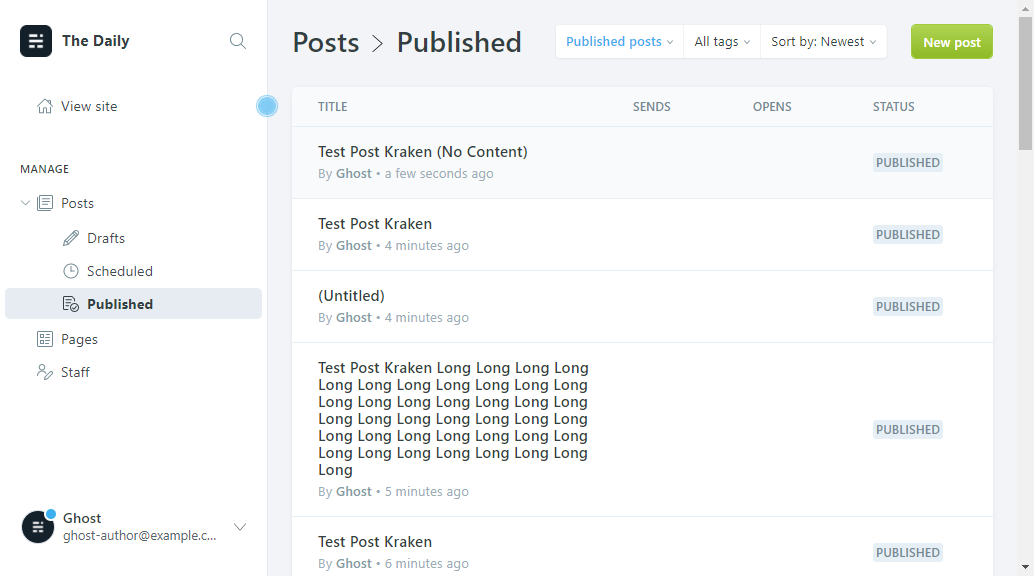 The Daily
View site
MANAGE
Posts
Drafts
Scheduled
Published
Pages
Staff
Ghost
ghost-author@example.c...
Posts > Published
Published posts
All tags
Sort by: Newest
New post
TITLE SENDS OPENS STATUS
Test Post Kraken (No Content)
By Ghost • a few seconds ago
PUBLISHED
Test Post Kraken
By Ghost • 4 minutes ago
PUBLISHED
(Untitled)
By Ghost • 4 minutes ago
PUBLISHED
Test Post Kraken Long Long Long Long
Long Long Long Long Long Long Long
Long Long Long Long Long Long Long
Long Long Long Long Long Long Long
Long Long Long Long Long Long Long
Long Long Long Long Long Long Long
Long
By Ghost • 5 minutes ago
PUBLISHED
Test Post Kraken
By Ghost • 6 minutes ago
PUBLISHED